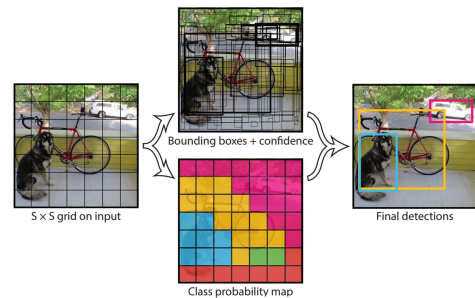 Bounding boxes + confidence
S × S grid on input
Final detections
Class probability map